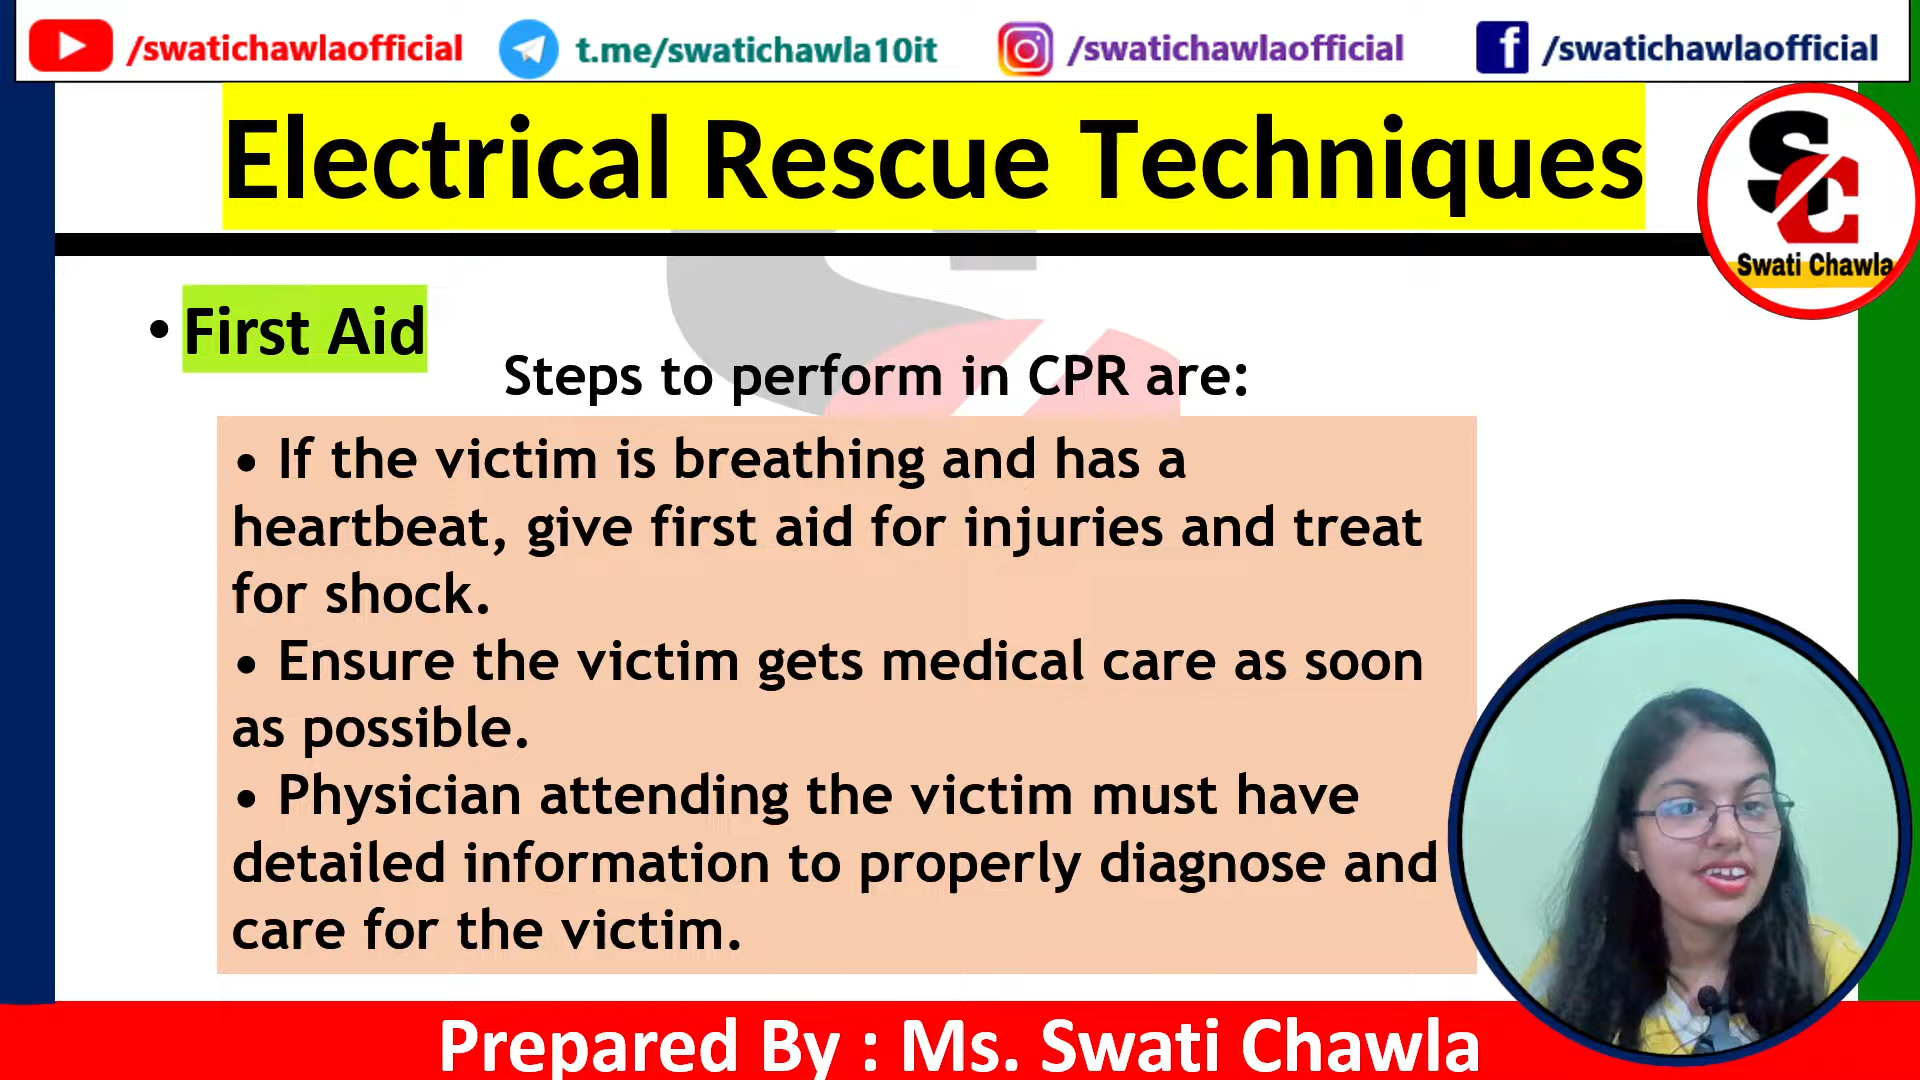 /swatichawlaofficial t.me/swatichawla10it /swatichawlaofficial /swatichawlaofficial
Electrical Rescue Techniques
SC
Swati Chawla
• First Aid
Steps to perform in CPR are:
• If the victim is breathing and has a
heartbeat, give first aid for injuries and treat
for shock.
• Ensure the victim gets medical care as soon
as possible.
• Physician attending the victim must have
detailed information to properly diagnose and
care for the victim.
Prepared By : Ms. Swati Chawla